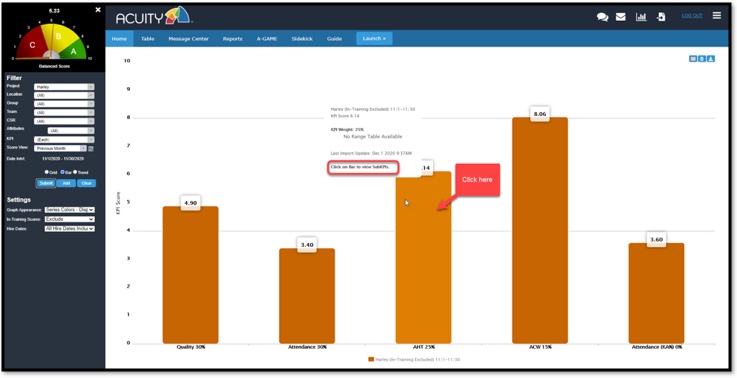 5.23
C
B
A
0
5
10
Balanced Score
Filter
Project
Harley
Location
(All)
Group
(All)
Team
(All)
CSR
(All)
Attributes
(All)
KPI
(Each)
Score View
Previous Month
Date Intvl:
11/1/2020 - 11/30/2020
Grid
Bar
Trend
Submit
Add
Clear
Settings
Graph Appearance:
Series Colors - Disp
In-Training Scores:
Exclude
Hire Dates:
All Hire Dates Inclu
ACUITY
LOG OUT
Home
Table
Message Center
Reports
A-GAME
Sidekick
Guide
Launch »
KPI Score
10
9
8
7
6
5
4
3
2
1
0
Harley (In-Training Excluded) 11/1-11/30
KPI Score 6.14
KPI Weight: 25%
No Range Table Available
Last Import/Update: Dec 1 2020 9:57AM
Click on Bar to view SubKPIs.
4.90
3.40
.14
8.06
3.60
Click here
Quality 30%
Attendance 30%
AHT 25%
ACW 15%
Attendance (KAN) 0%
Harley (In-Training Excluded) 11/1-11/30